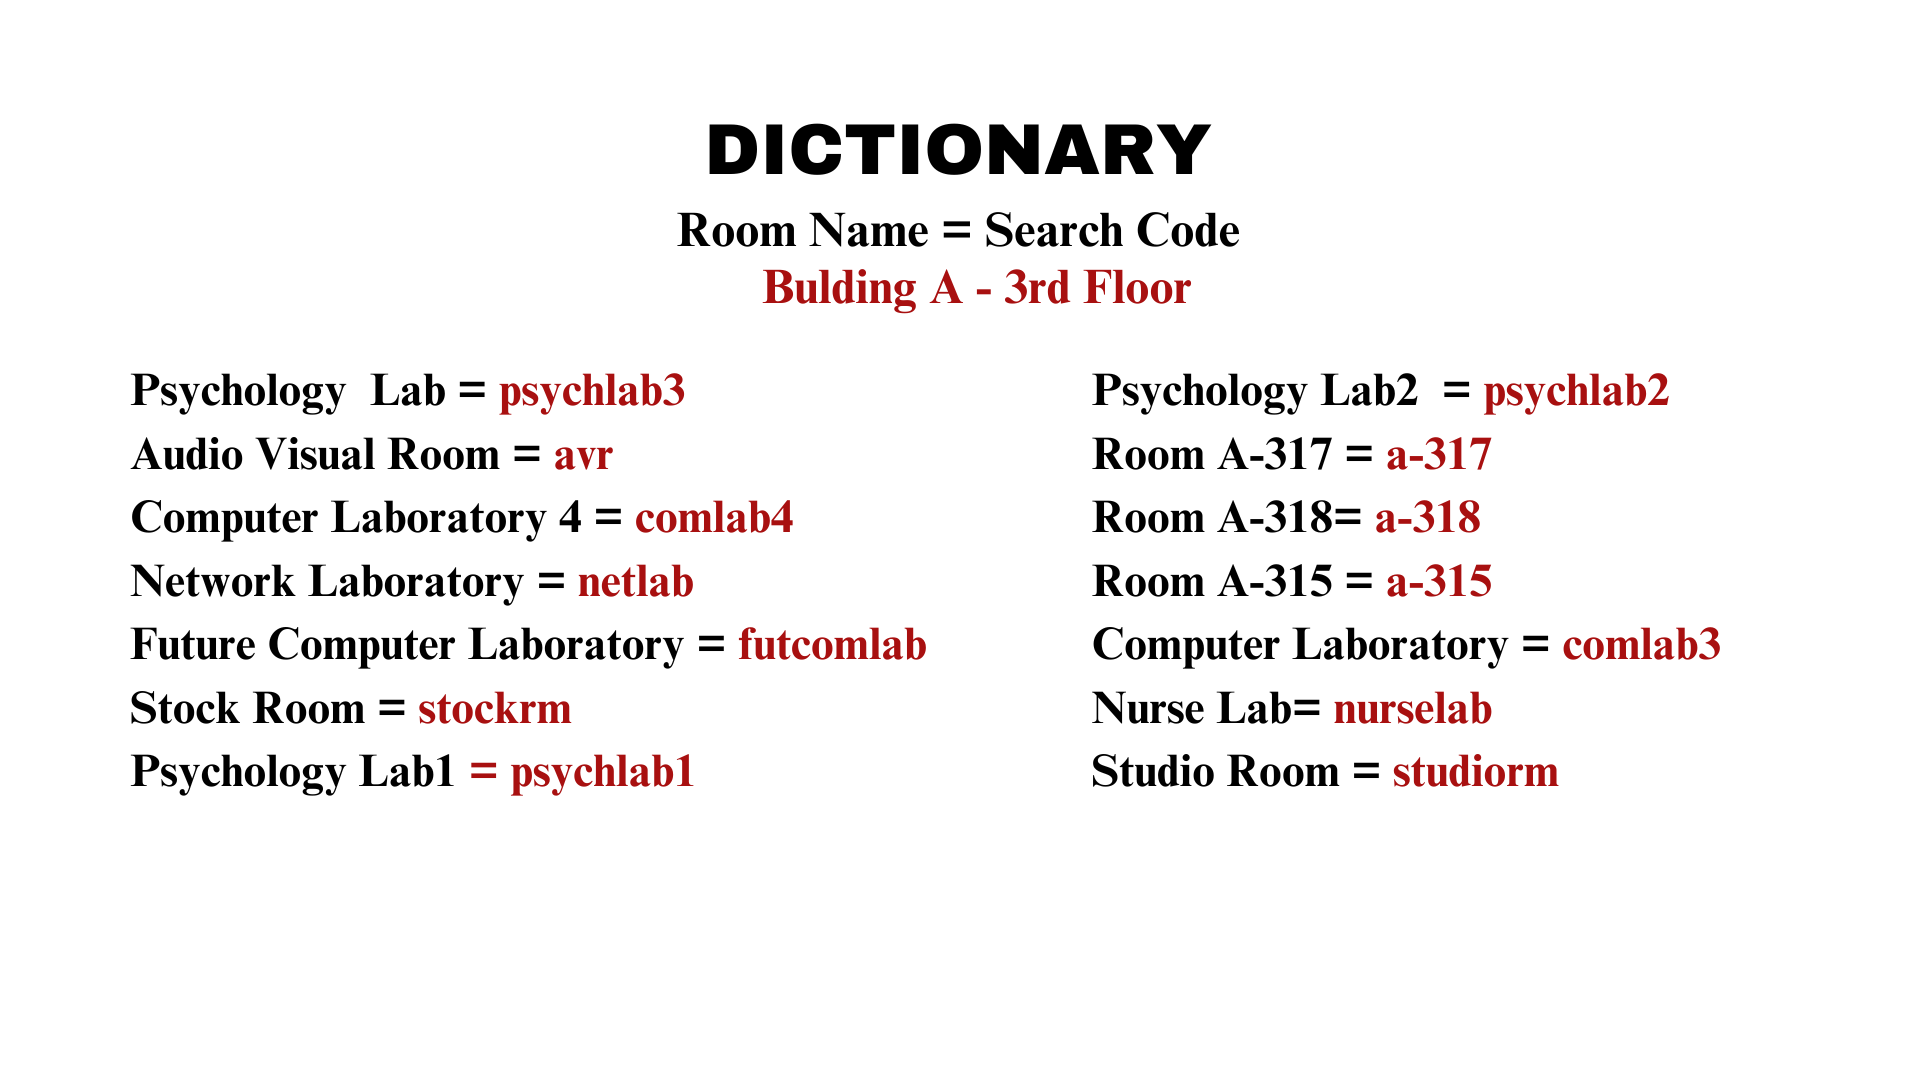 DICTIONARY
Room Name = Search Code
Bulding A - 3rd Floor
Psychology  Lab = psychlab3
Audio Visual Room = avr
Computer Laboratory 4 = comlab4
Network Laboratory = netlab
Future Computer Laboratory = futcomlab
Stock Room = stockrm
Psychology Lab1 = psychlab1
Psychology Lab2  = psychlab2
Room A-317 = a-317
Room A-318= a-318
Room A-315 = a-315
Computer Laboratory = comlab3
Nurse Lab= nurselab
Studio Room = studiorm